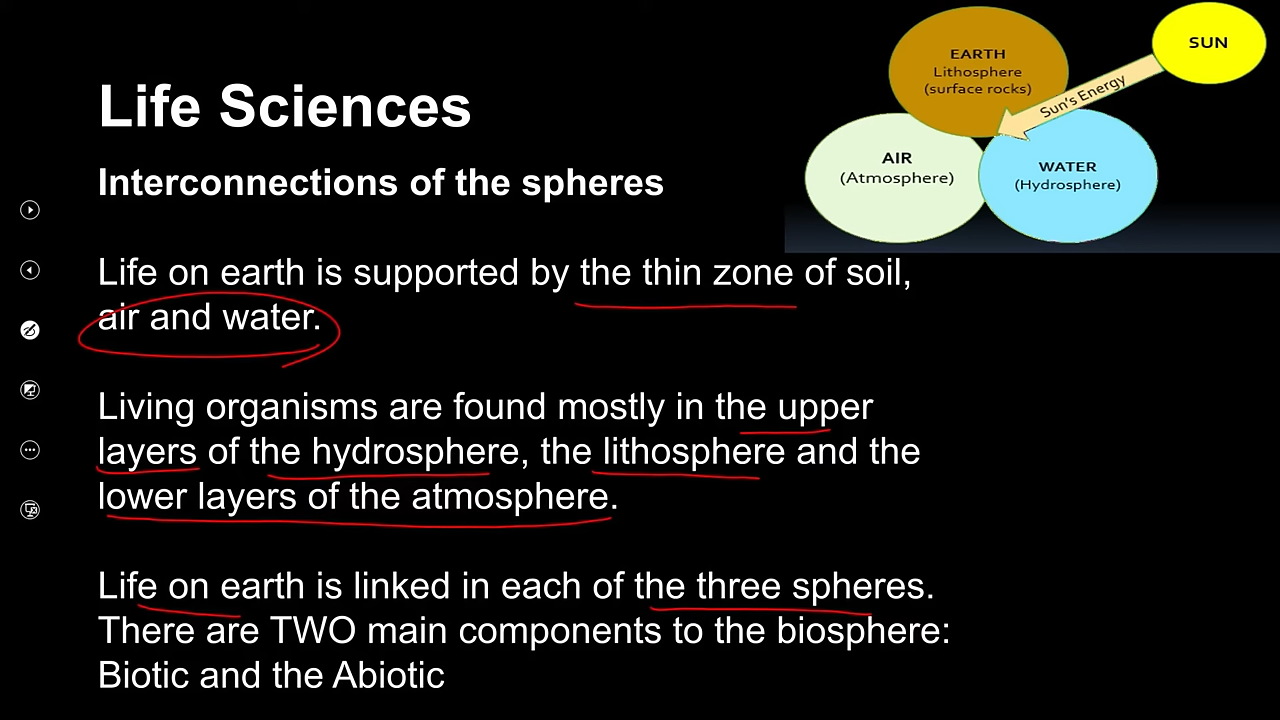 Life Sciences
Interconnections of the spheres
Life on earth is supported by the thin zone of soil,
air and water.
Living organisms are found mostly in the upper
layers of the hydrosphere, the lithosphere and the
lower layers of the atmosphere.
Life on earth is linked in each of the three spheres.
There are TWO main components to the biosphere:
Biotic and the Abiotic
EARTH
Lithosphere
(surface rocks)
SUN
Sun's Energy
AIR
(Atmosphere)
WATER
(Hydrosphere)